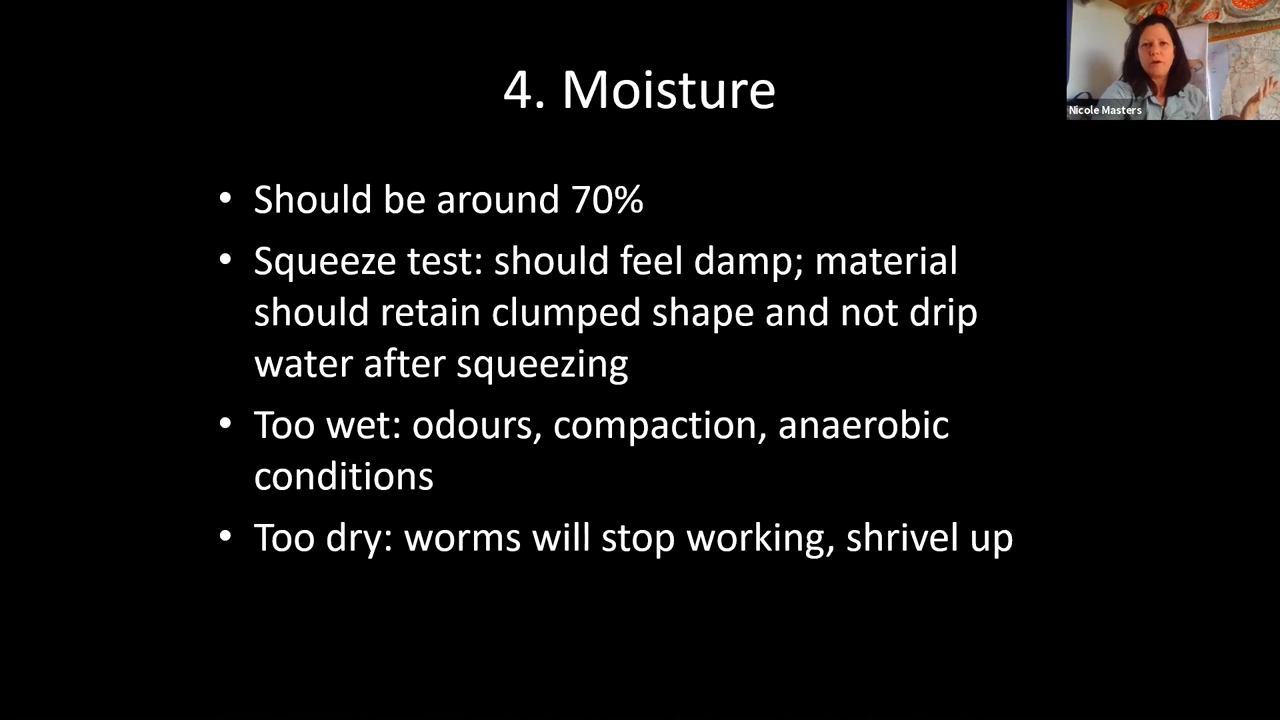 4. Moisture
Nicole Masters
• Should be around 70%
• Squeeze test: should feel damp; material
should retain clumped shape and not drip
water after squeezing
• Too wet: odours, compaction, anaerobic
conditions
• Too dry: worms will stop working, shrivel up